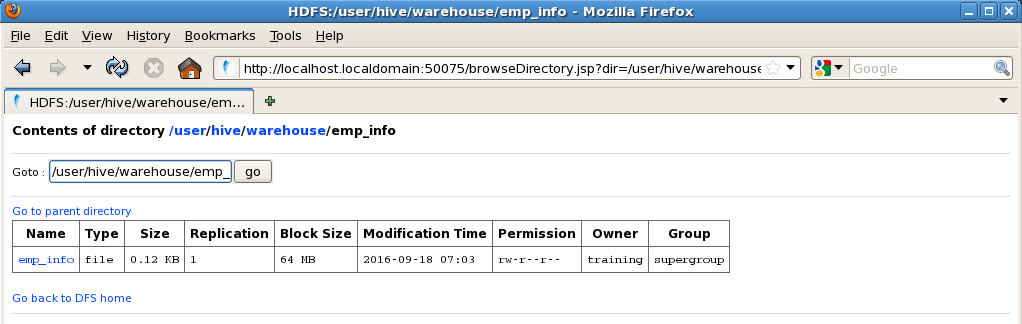 HDFS:/user/hive/warehouse/emp_info - Mozilla Firefox
File Edit View History Bookmarks Tools Help
http://localhost.localdomain:50075/browseDirectory.jsp?dir=/user/hive/warehouse Google
HDFS:/user/hive/warehouse/em...
Contents of directory /user/hive/warehouse/emp_info
Goto : /user/hive/warehouse/emp_ go
Go to parent directory
Name Type Size Replication Block Size Modification Time Permission Owner Group
emp_info file 0.12 KB 1 64 MB 2016-09-18 07:03 rw-r--r-- training supergroup
Go back to DFS home